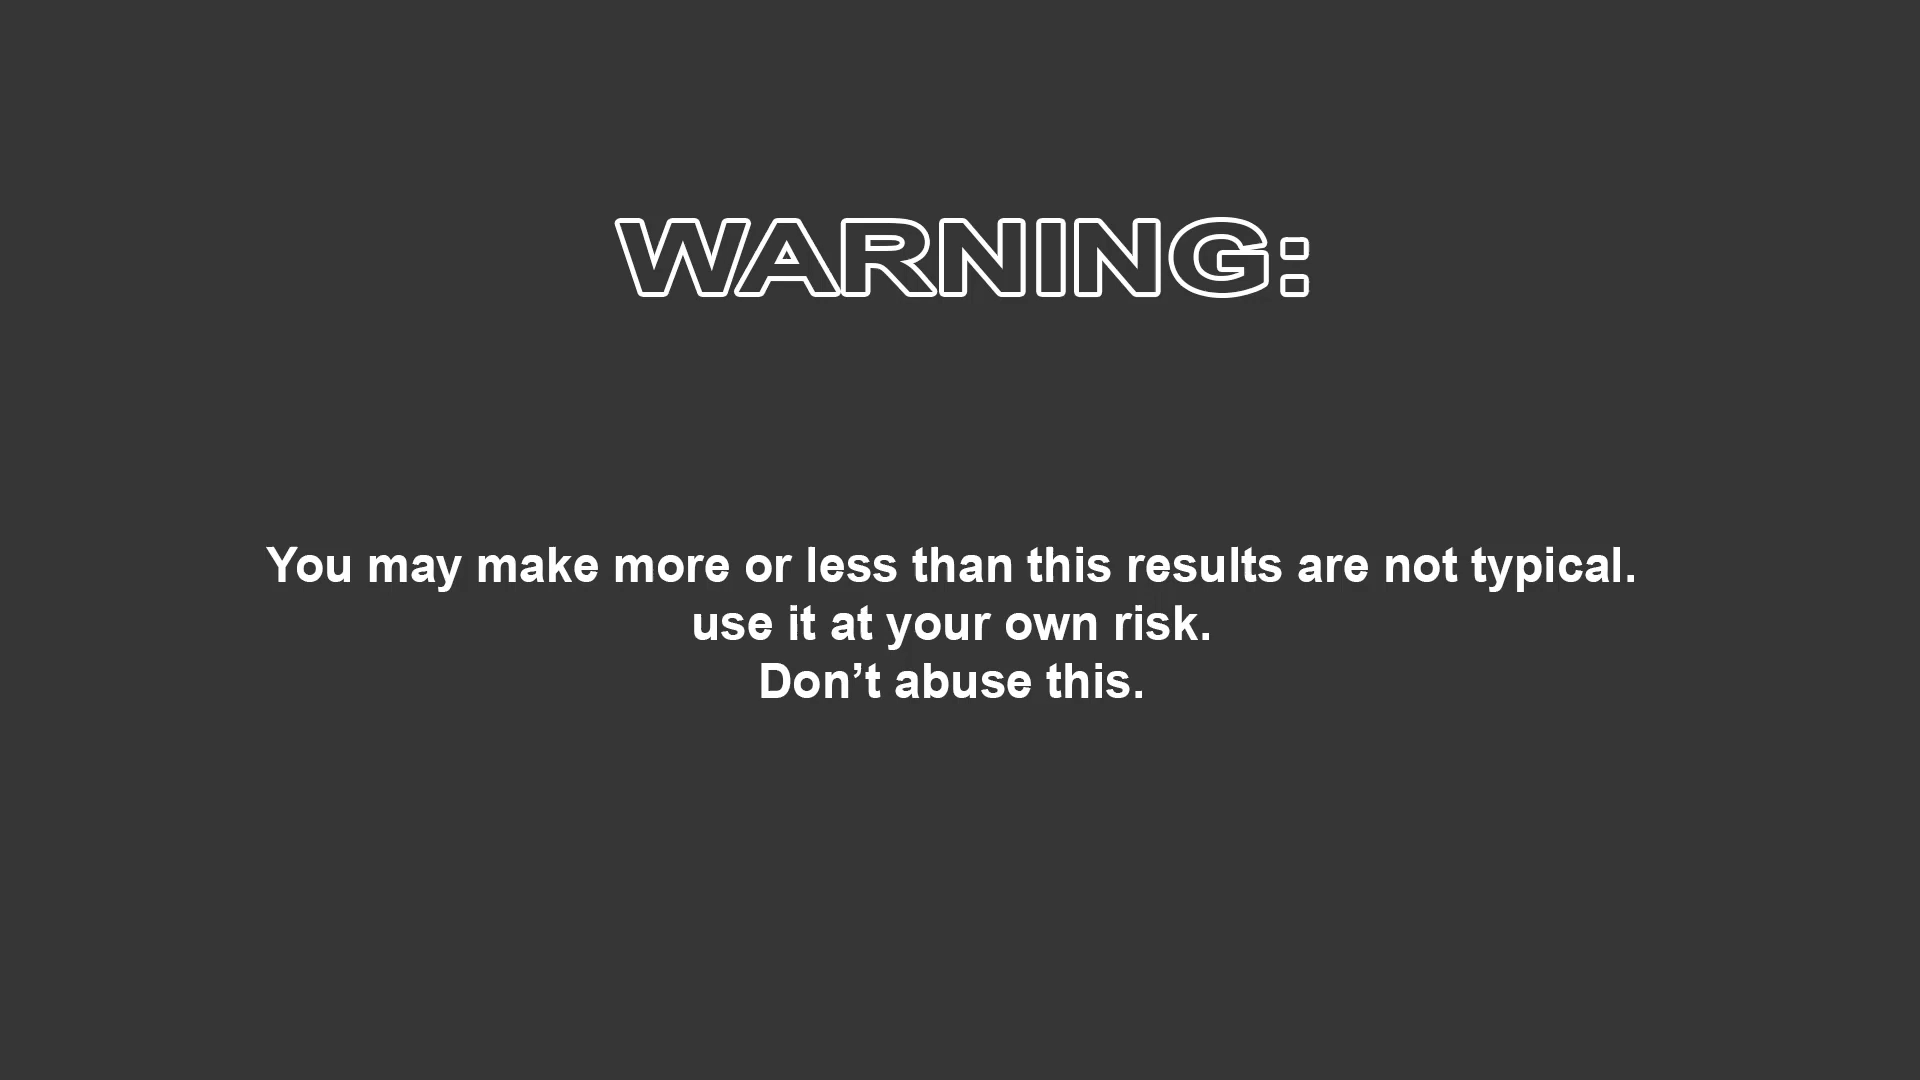 WARNING:
You may make more or less than this results are not typical.
use it at your own risk.
Don’t abuse this.